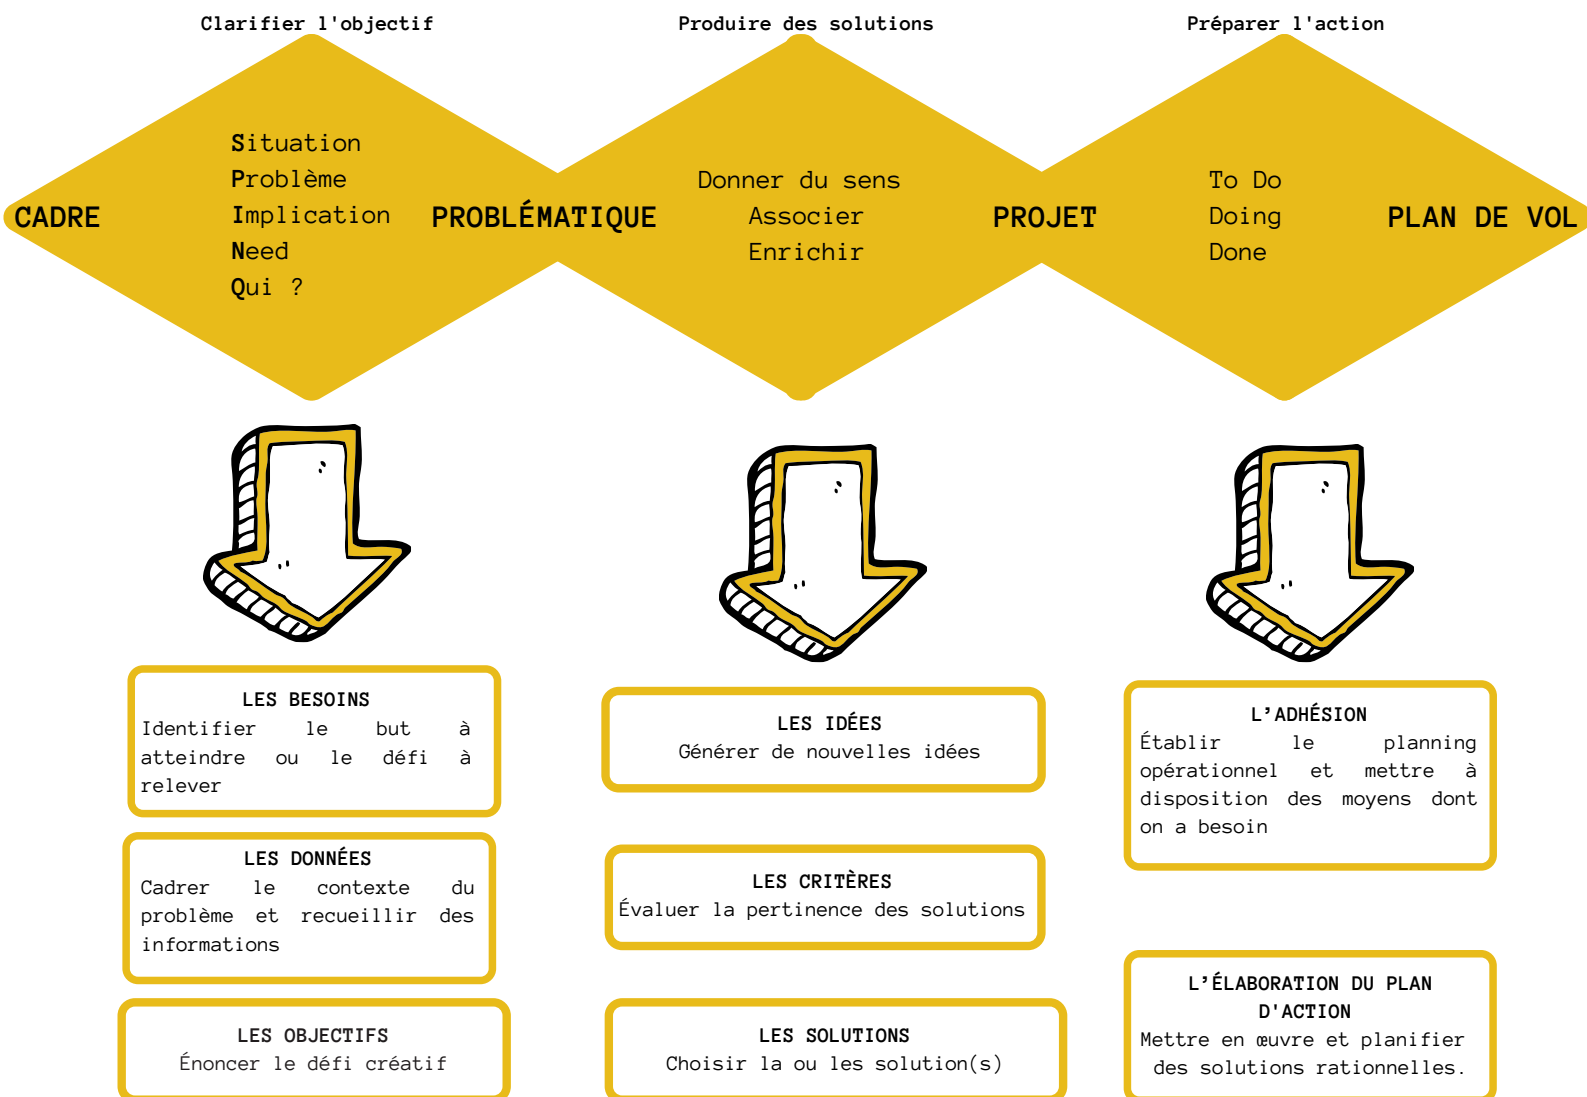 Clarifier l'objectif
Produire des solutions
Préparer l'action
CADRE
Situation
Problème
Implication
Need
Qui ?
PROBLÉMATIQUE
Donner du sens
Associer
Enrichir
PROJET
To Do
Doing
Done
PLAN DE VOL
LES BESOINS
Identifier le but à
atteindre ou le défi à
relever
LES DONNÉES
Cadrer le contexte du
problème et recueillir des
informations
LES OBJECTIFS
Énoncer le défi créatif
LES IDÉES
Générer de nouvelles idées
LES CRITÈRES
Évaluer la pertinence des solutions
LES SOLUTIONS
Choisir la ou les solution(s)
L’ADHÉSION
Établir le planning
opérationnel et mettre à
disposition des moyens dont
on a besoin
L’ÉLABORATION DU PLAN
D'ACTION
Mettre en œuvre et planifier
des solutions rationnelles.